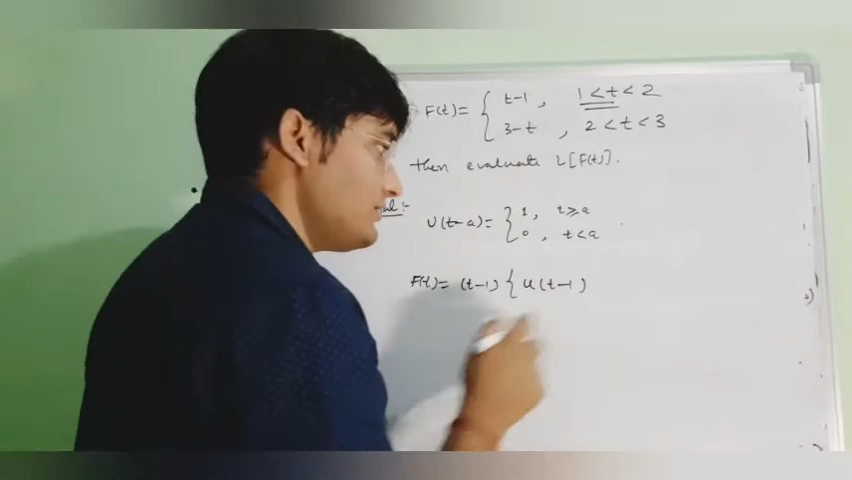 F(t)= { t-1 , 1<t<2
3-t , 2<t<3
then evaluate L[F(t)].
U(t-a)= { 1, t≥a
0, t<a
F(t)= (t-1) { u(t-1)